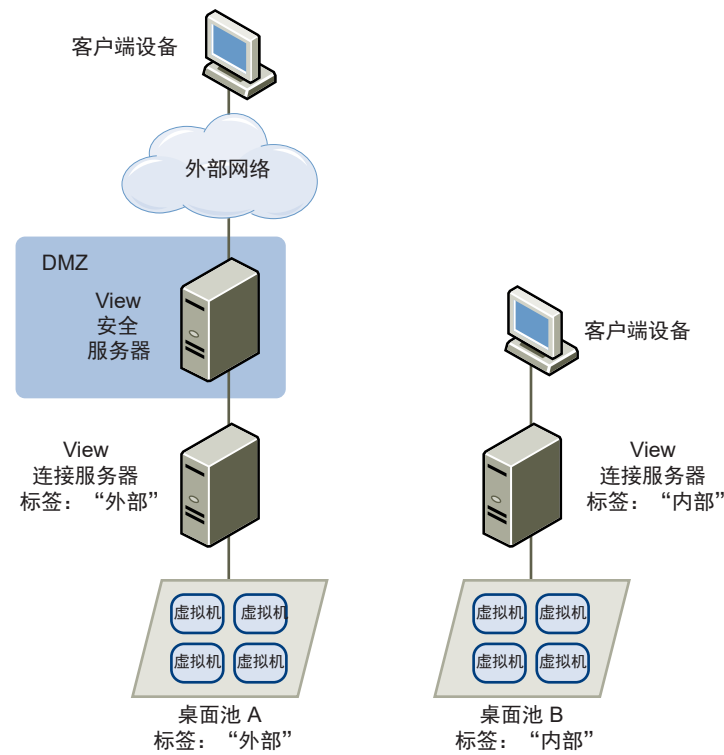 客户端设备
外部网络
DMZ
View
安全
服务器
客户端设备
View
连接服务器
标签：“外部”
View
连接服务器
标签：“内部”
虚拟机 虚拟机
虚拟机 虚拟机
虚拟机 虚拟机
虚拟机 虚拟机
桌面池 A
标签：“外部”
桌面池 B
标签：“内部”